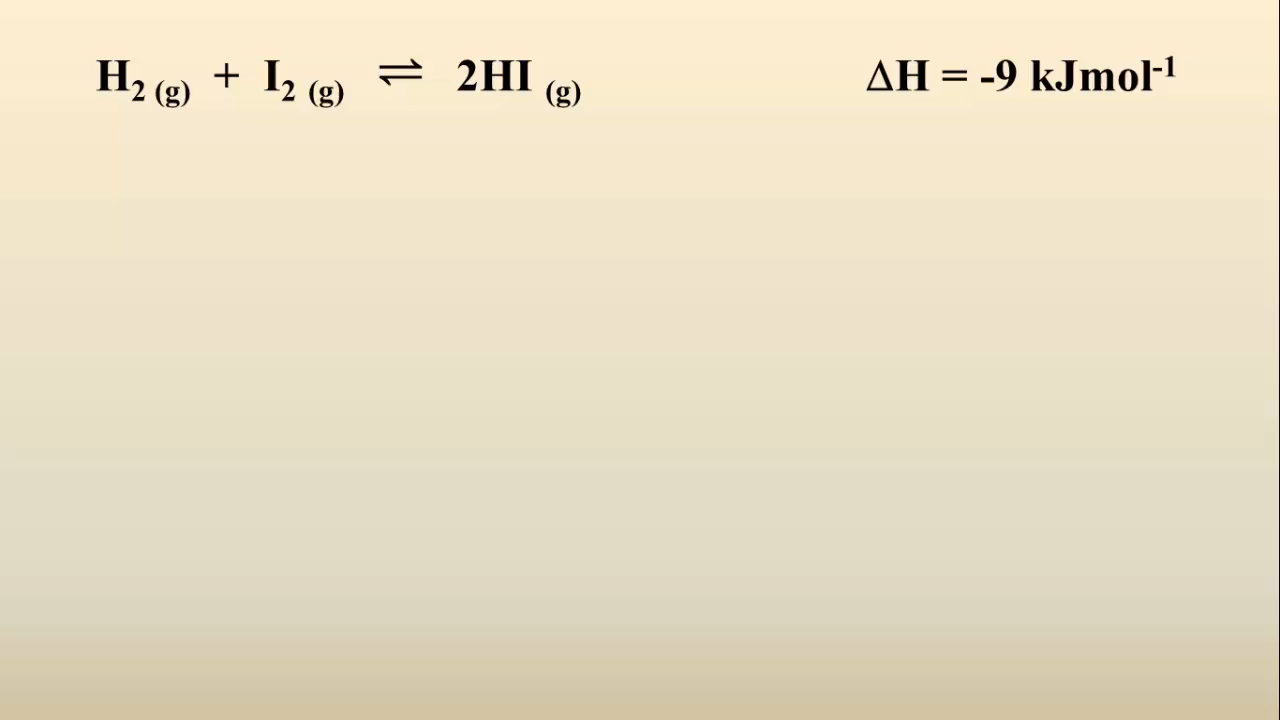 H₂ (g) + I₂ (g) ⇌ 2HI (g) ΔH = -9 kJmol⁻¹